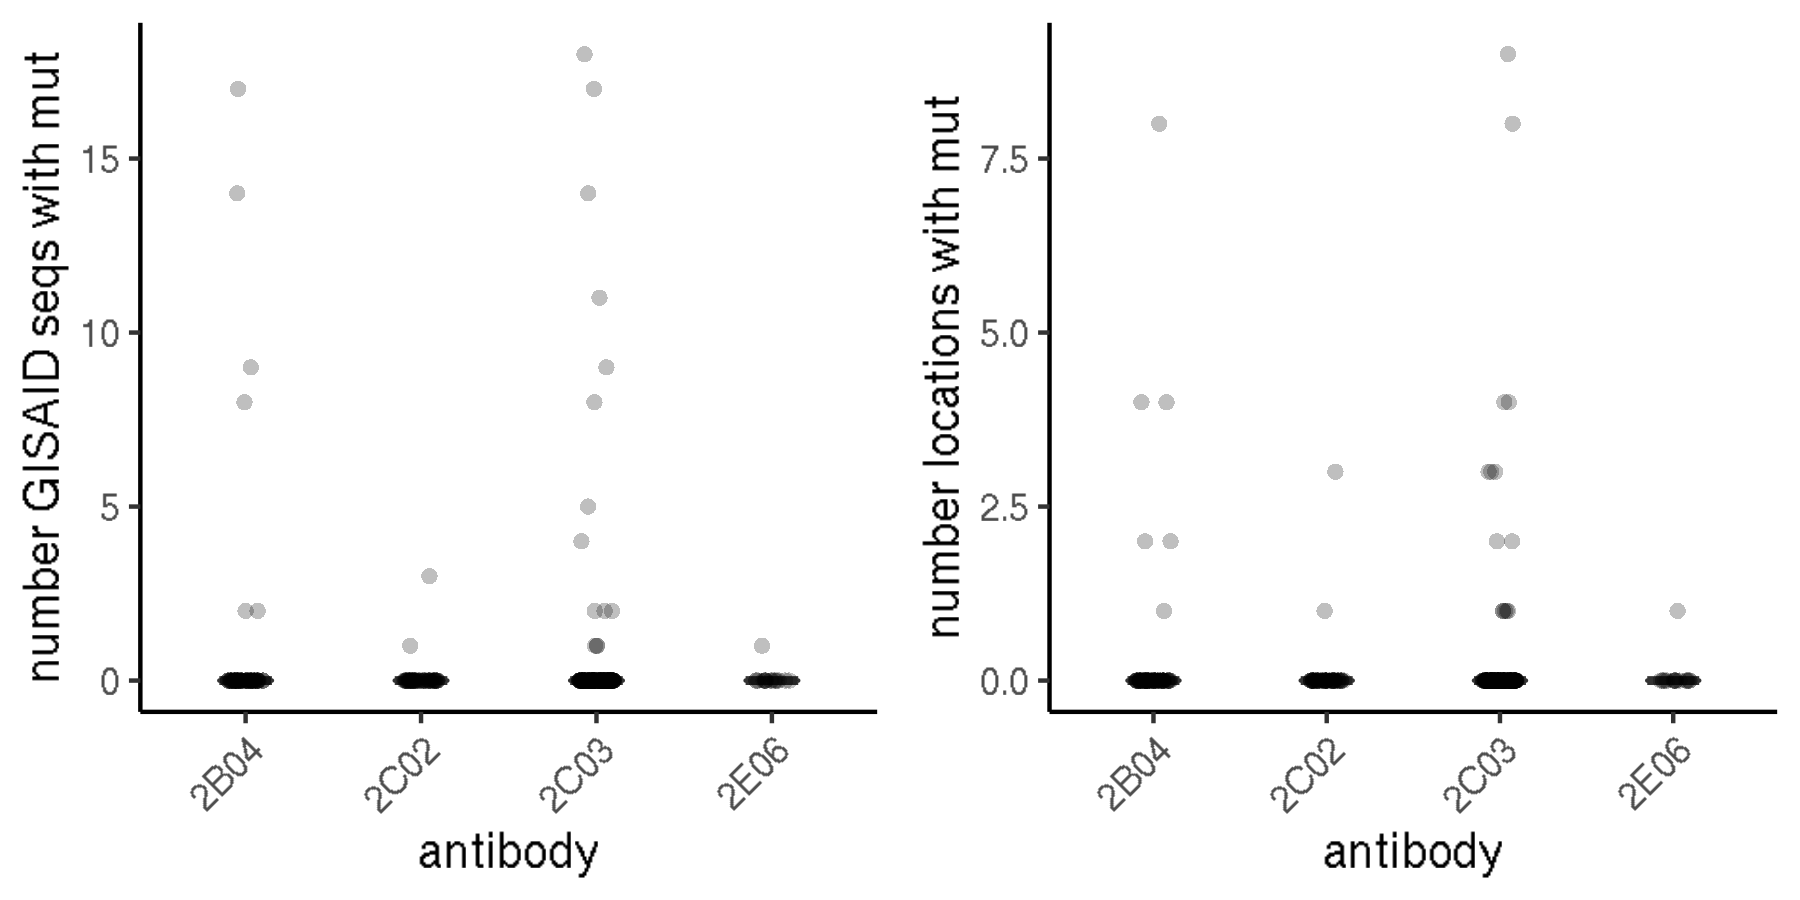 number GISAID seqs with mut
15
10
5
0
2B04
2C02
2C03
2E06
antibody
number locations with mut
7.5
5.0
2.5
0.0
2B04
2C02
2C03
2E06
antibody